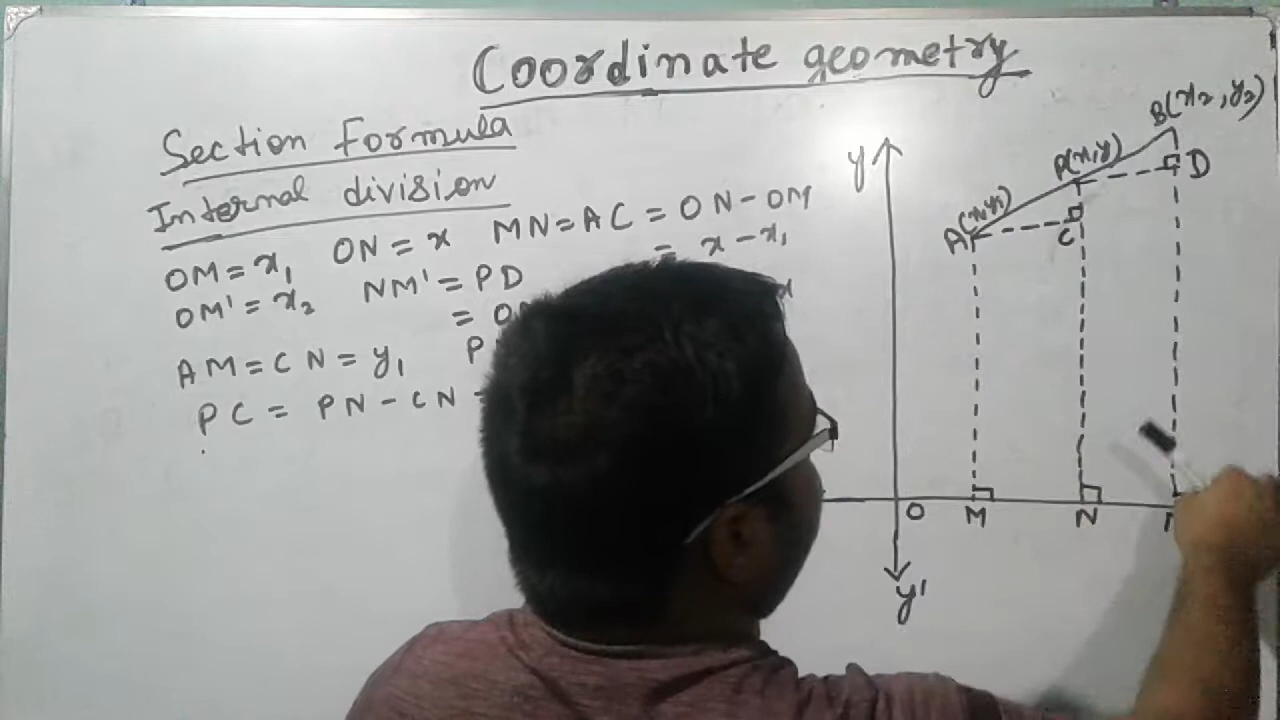 Coordinate geometry
Section Formula
Internal division
OM = x₁ ON = x MN = AC = ON - OM
= x - x₁
OM' = x₂ NM' = PD
=
x
AM = CN = y₁
PC = PN - CN
y
A(x₁,y₁)
P(x,y)
B(x₂,y₂)
C
D
O
M
N
y'